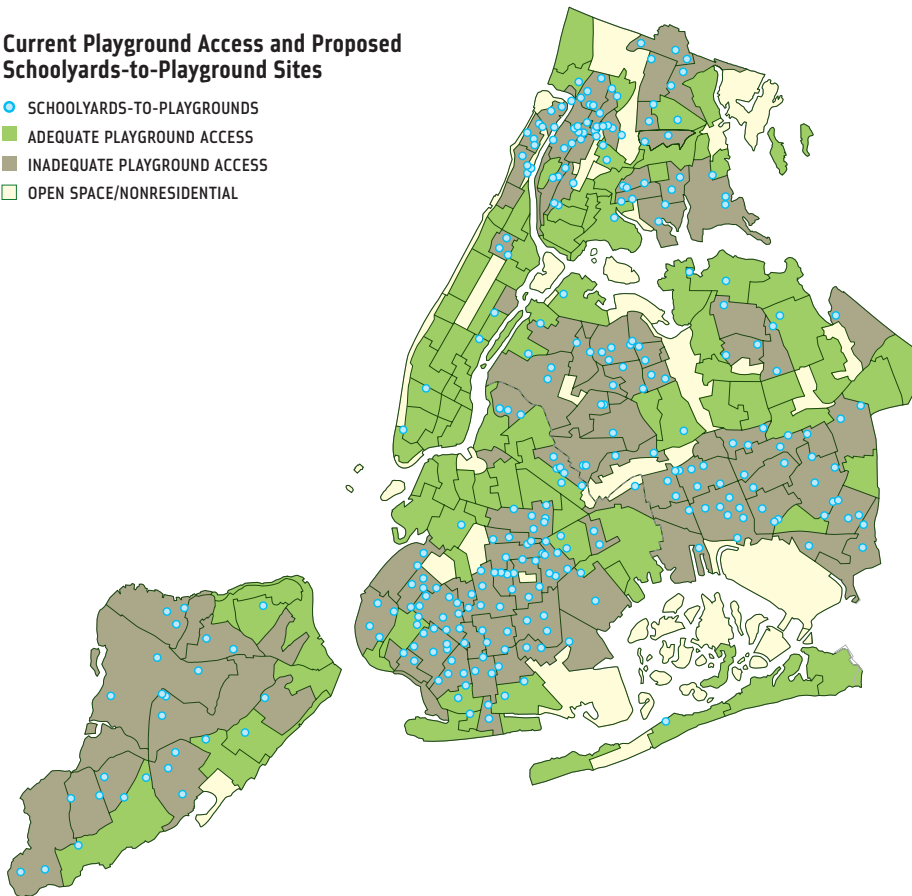 Current Playground Access and Proposed
Schoolyards-to-Playground Sites
SCHOOLYARDS-TO-PLAYGROUNDS
ADEQUATE PLAYGROUND ACCESS
INADEQUATE PLAYGROUND ACCESS
OPEN SPACE/NONRESIDENTIAL